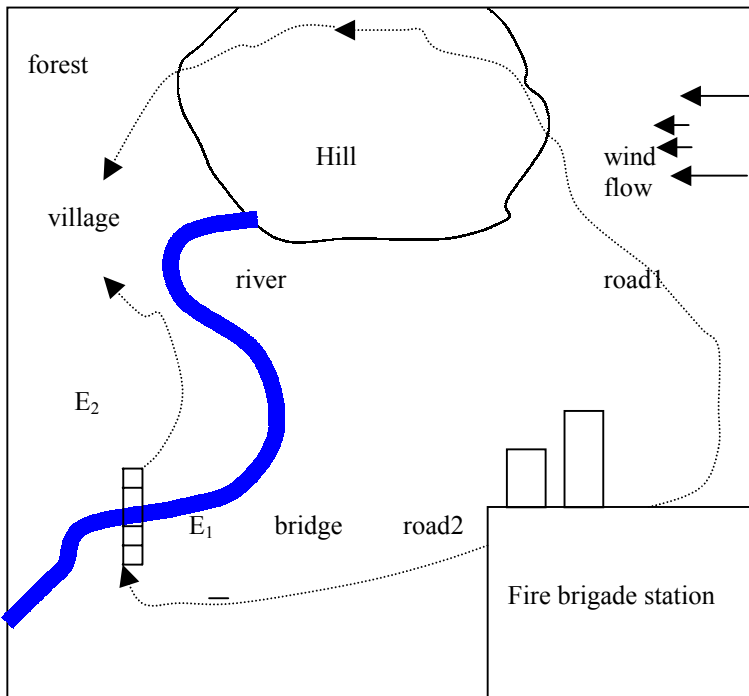 forest
Hill
wind
flow
village
river
road1
E₂
E₁
bridge
road2
Fire brigade station